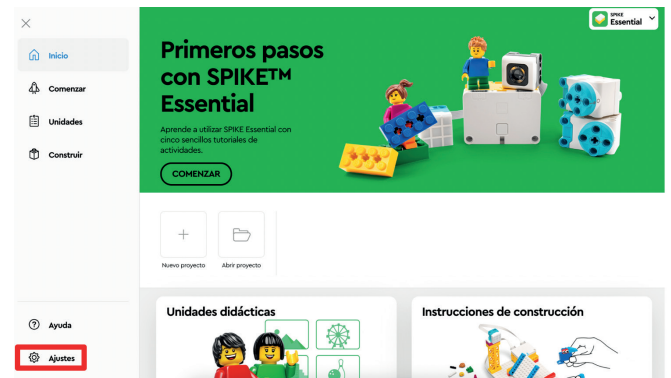 SPIKE
Essential
Inicio
Comenzar
Unidades
Construir
Primeros pasos
con SPIKE™
Essential
Aprende a utilizar SPIKE Essential con
cinco sencillos tutoriales de
actividades.
COMENZAR
Nuevo proyecto
Abrir proyecto
Unidades didácticas
Instrucciones de construcción
Ayuda
Ajustes